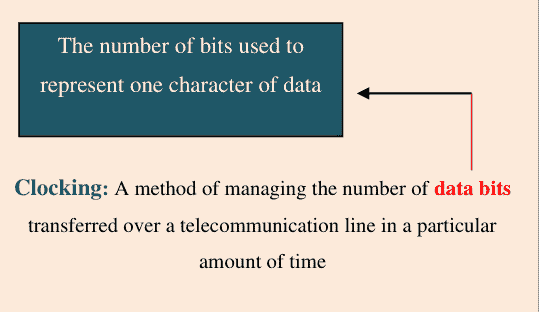 The number of bits used to
represent one character of data
Clocking: A method of managing the number of data bits
transferred over a telecommunication line in a particular
amount of time